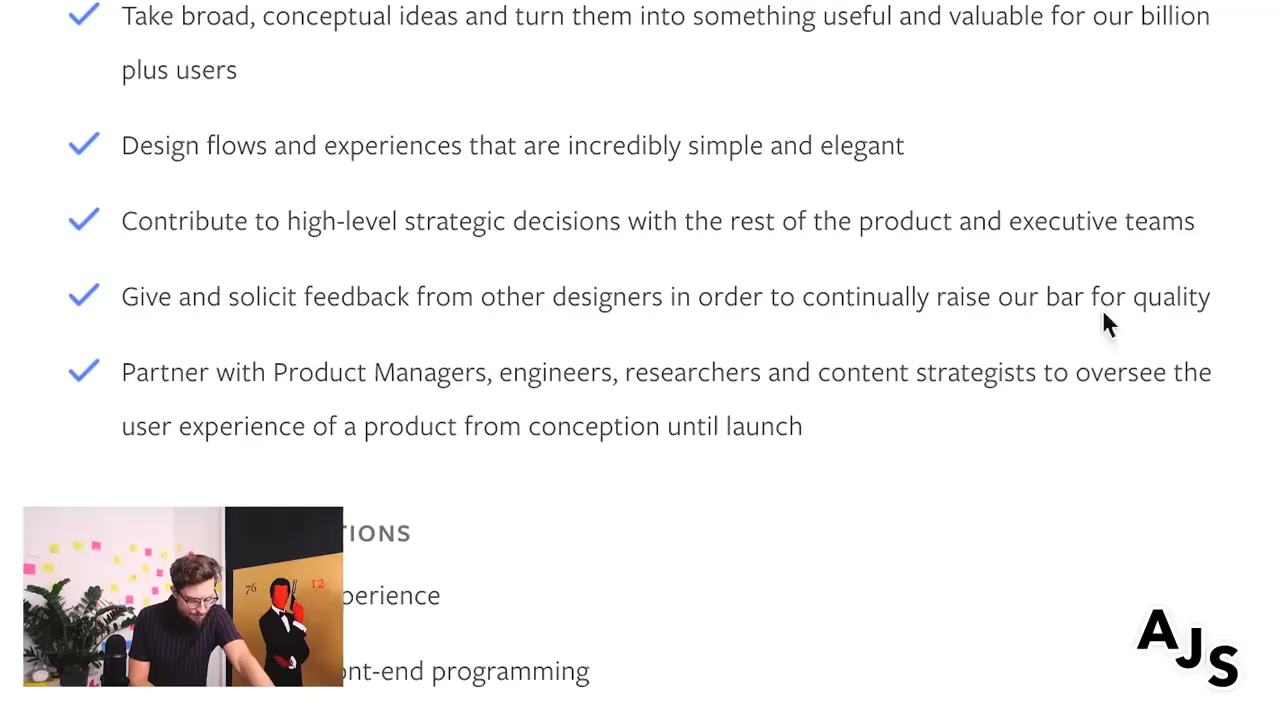 Take broad, conceptual ideas and turn them into something useful and valuable for our billion
plus users
Design flows and experiences that are incredibly simple and elegant
Contribute to high-level strategic decisions with the rest of the product and executive teams
Give and solicit feedback from other designers in order to continually raise our bar for quality
Partner with Product Managers, engineers, researchers and content strategists to oversee the
user experience of a product from conception until launch
TIONS
76
12
perience
ont-end programming
AJS